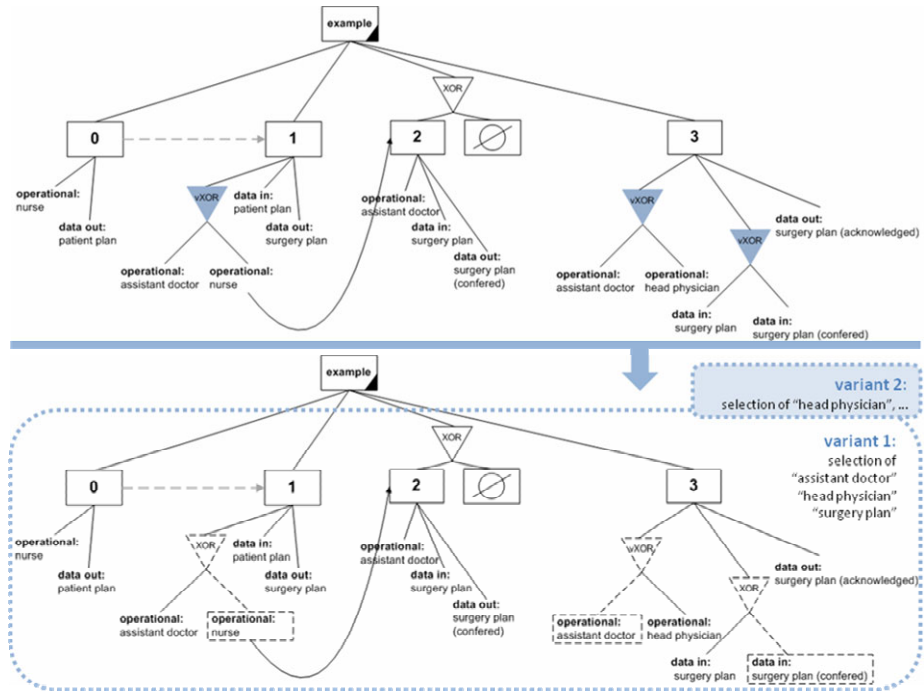 example
XOR
0
1
2
3
operational:
nurse
data out:
patient plan
vXOR
data in:
patient plan
data out:
surgery plan
operational:
assistant doctor
operational:
nurse
operational:
assistant doctor
data in:
surgery plan
data out:
surgery plan
(confered)
vXOR
operational:
assistant doctor
operational:
head physician
vXOR
data in:
surgery plan
data in:
surgery plan (confered)
data out:
surgery plan (acknowledged)
example
variant 2:
selection of “head physician”, ...
variant 1:
selection of
“assistant doctor”
“head physician”
“surgery plan”
XOR
0
1
2
3
operational:
nurse
data out:
patient plan
XOR
data in:
patient plan
data out:
surgery plan
operational:
assistant doctor
operational:
nurse
operational:
assistant doctor
data in:
surgery plan
data out:
surgery plan
(confered)
vXOR
operational:
assistant doctor
operational:
head physician
XOR
data in:
surgery plan
data in:
surgery plan (confered)
data out:
surgery plan (acknowledged)